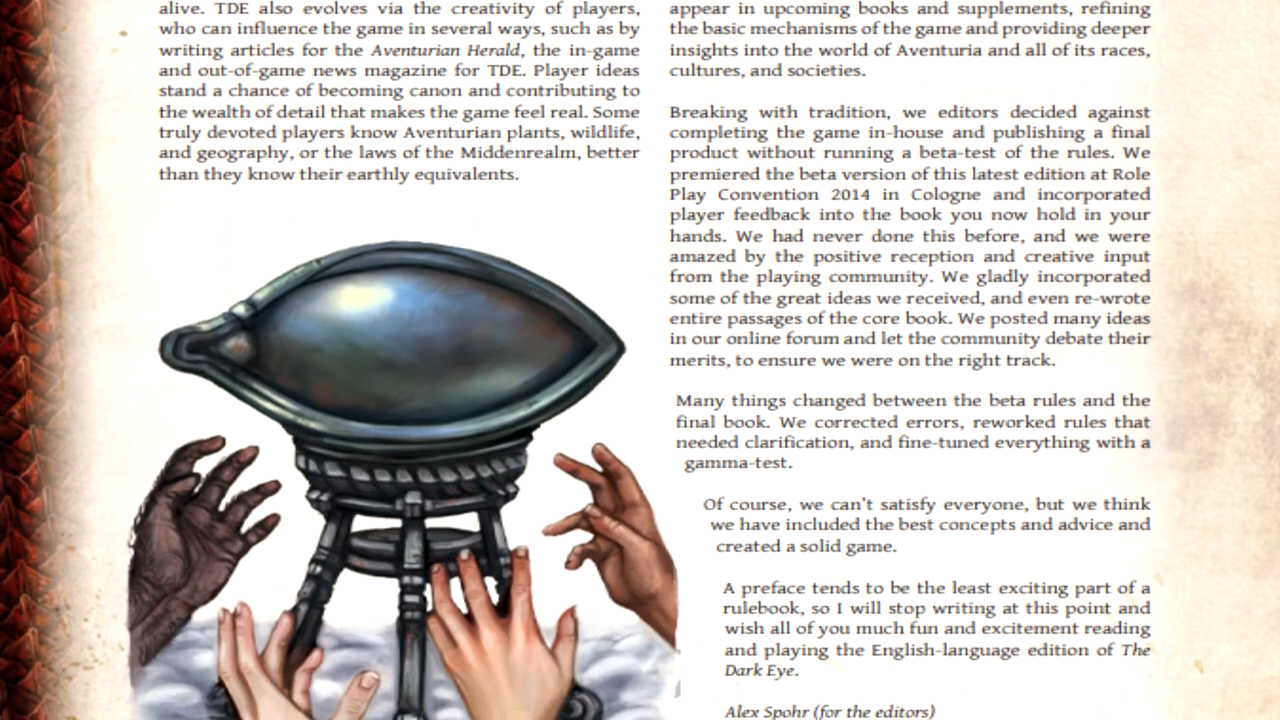 alive. TDE also evolves via the creativity of players,
who can influence the game in several ways, such as by
writing articles for the Aventurian Herald, the in-game
and out-of-game news magazine for TDE. Player ideas
stand a chance of becoming canon and contributing to
the wealth of detail that makes the game feel real. Some
truly devoted players know Aventurian plants, wildlife,
and geography, or the laws of the Middenrealm, better
than they know their earthly equivalents.
appear in upcoming books and supplements, refining
the basic mechanisms of the game and providing deeper
insights into the world of Aventuria and all of its races,
cultures, and societies.
Breaking with tradition, we editors decided against
completing the game in-house and publishing a final
product without running a beta-test of the rules. We
premiered the beta version of this latest edition at Role
Play Convention 2014 in Cologne and incorporated
player feedback into the book you now hold in your
hands. We had never done this before, and we were
amazed by the positive reception and creative input
from the playing community. We gladly incorporated
some of the great ideas we received, and even re-wrote
entire passages of the core book. We posted many ideas
in our online forum and let the community debate their
merits, to ensure we were on the right track.
Many things changed between the beta rules and the
final book. We corrected errors, reworked rules that
needed clarification, and fine-tuned everything with a
gamma-test.
Of course, we can't satisfy everyone, but we think
we have included the best concepts and advice and
created a solid game.
A preface tends to be the least exciting part of a
rulebook, so I will stop writing at this point and
wish all of you much fun and excitement reading
and playing the English-language edition of The
Dark Eye.
Alex Spohr (for the editors)